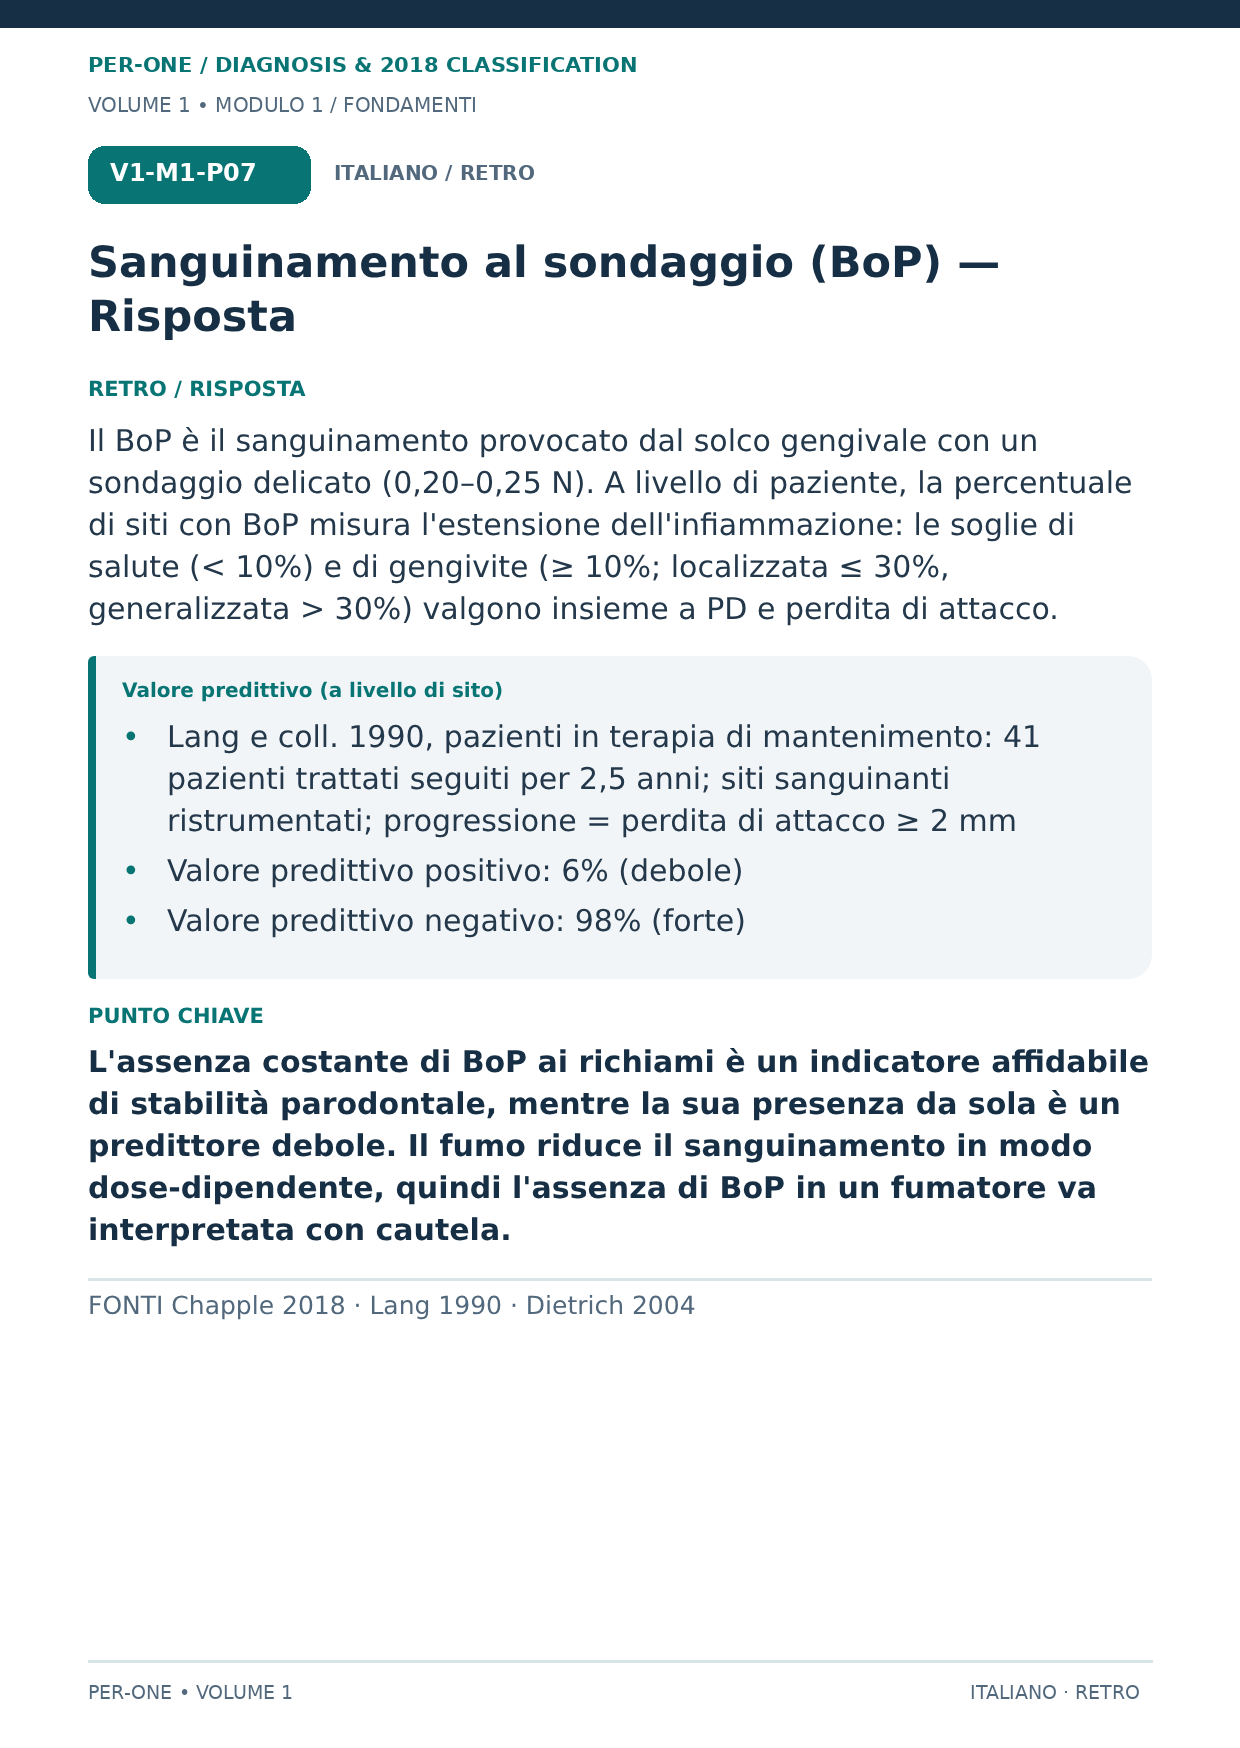 PER-ONE / DIAGNOSIS & 2018 CLASSIFICATION
VOLUME 1 • MODULO 1 / FONDAMENTI
V1-M1-P07
ITALIANO / RETRO
Sanguinamento al sondaggio (BoP) —
Risposta
RETRO / RISPOSTA
Il BoP è il sanguinamento provocato dal solco gengivale con un
sondaggio delicato (0,20–0,25 N). A livello di paziente, la percentuale
di siti con BoP misura l'estensione dell'infiammazione: le soglie di
salute (< 10%) e di gengivite (≥ 10%; localizzata ≤ 30%,
generalizzata > 30%) valgono insieme a PD e perdita di attacco.
Valore predittivo (a livello di sito)
• Lang e coll. 1990, pazienti in terapia di mantenimento: 41
pazienti trattati seguiti per 2,5 anni; siti sanguinanti
ristrumentati; progressione = perdita di attacco ≥ 2 mm
• Valore predittivo positivo: 6% (debole)
• Valore predittivo negativo: 98% (forte)
PUNTO CHIAVE
L'assenza costante di BoP ai richiami è un indicatore affidabile
di stabilità parodontale, mentre la sua presenza da sola è un
predittore debole. Il fumo riduce il sanguinamento in modo
dose-dipendente, quindi l'assenza di BoP in un fumatore va
interpretata con cautela.
FONTI Chapple 2018 · Lang 1990 · Dietrich 2004
PER-ONE • VOLUME 1
ITALIANO · RETRO